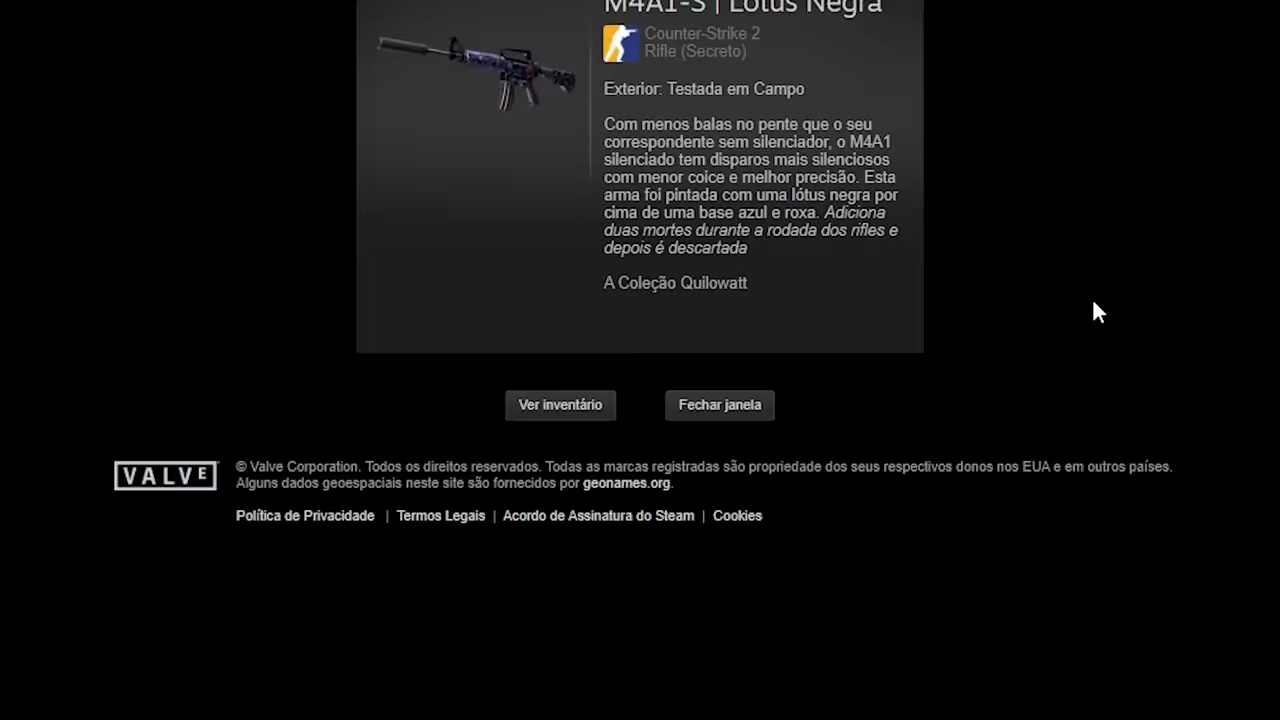 M4A1-S | Lótus Negra
Counter-Strike 2
Rifle (Secreto)
Exterior: Testada em Campo
Com menos balas no pente que o seu
correspondente sem silenciador, o M4A1
silenciado tem disparos mais silenciosos
com menor coice e melhor precisão. Esta
arma foi pintada com uma lótus negra por
cima de uma base azul e roxa. Adiciona
duas mortes durante a rodada dos rifles e
depois é descartada
A Coleção Quilowatt
Ver inventário
Fechar janela
VALVE
© Valve Corporation. Todos os direitos reservados. Todas as marcas registradas são propriedade dos seus respectivos donos nos EUA e em outros países.
Alguns dados geoespaciais neste site são fornecidos por geonames.org.
Política de Privacidade | Termos Legais | Acordo de Assinatura do Steam | Cookies